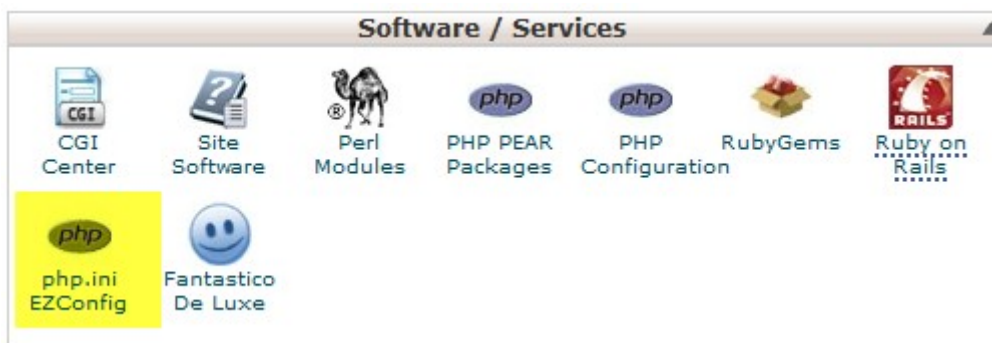 Software / Services
CGI
CGI
Center
Site
Software
®
Perl
Modules
php
PHP PEAR
Packages
php
PHP
Configuration
RubyGems
RAILS
Ruby on
Rails
php
php.ini
EZConfig
Fantastico
De Luxe